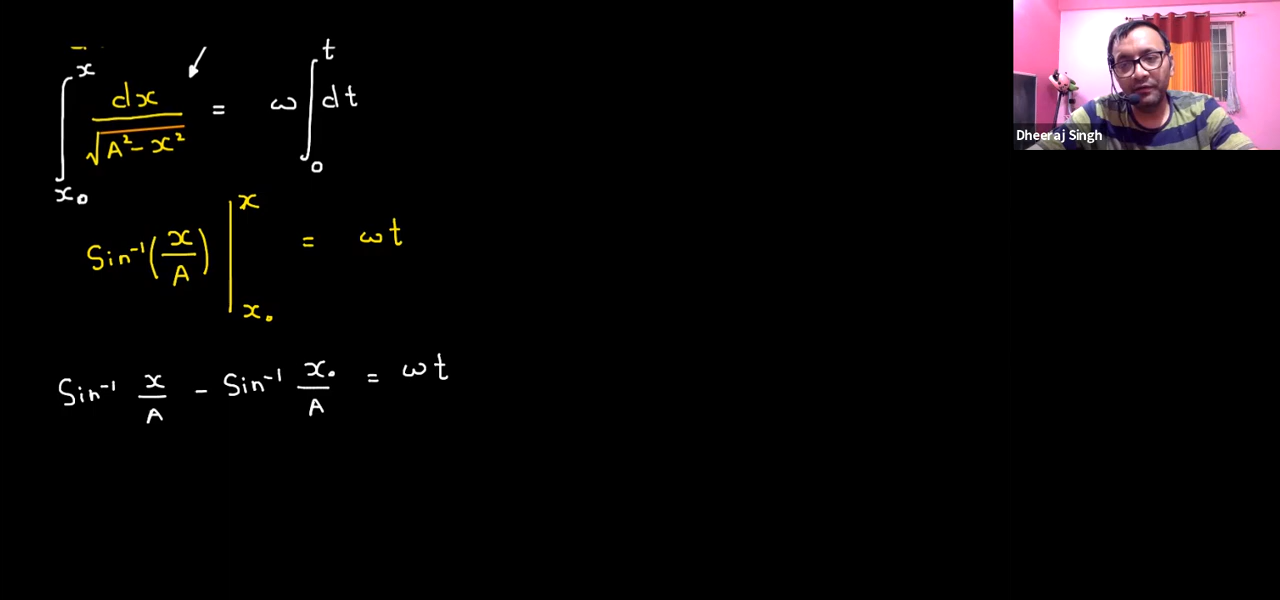 ∫_{x₀}^{x} dx / √(A² − x²) = ω ∫_{0}^{t} dt
Sin⁻¹(x/A) |_{x₀}^{x} = ωt
Sin⁻¹ x/A − Sin⁻¹ x₀/A = ωt
Dheeraj Singh